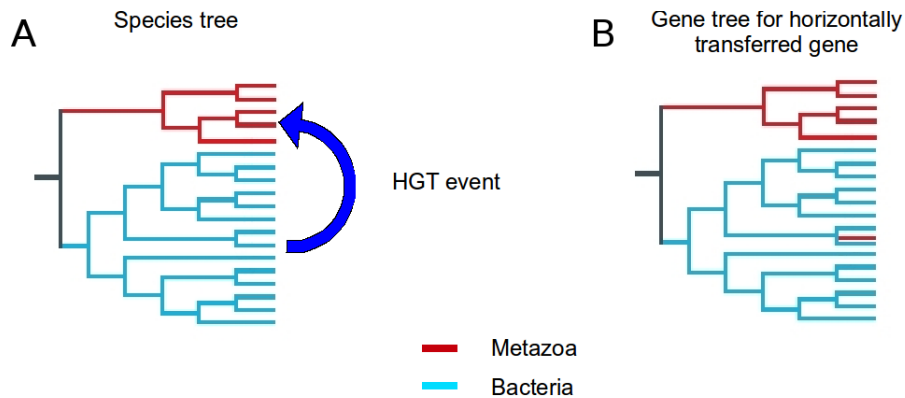 A
Species tree
B
Gene tree for horizontally
transferred gene
HGT event
Metazoa
Bacteria